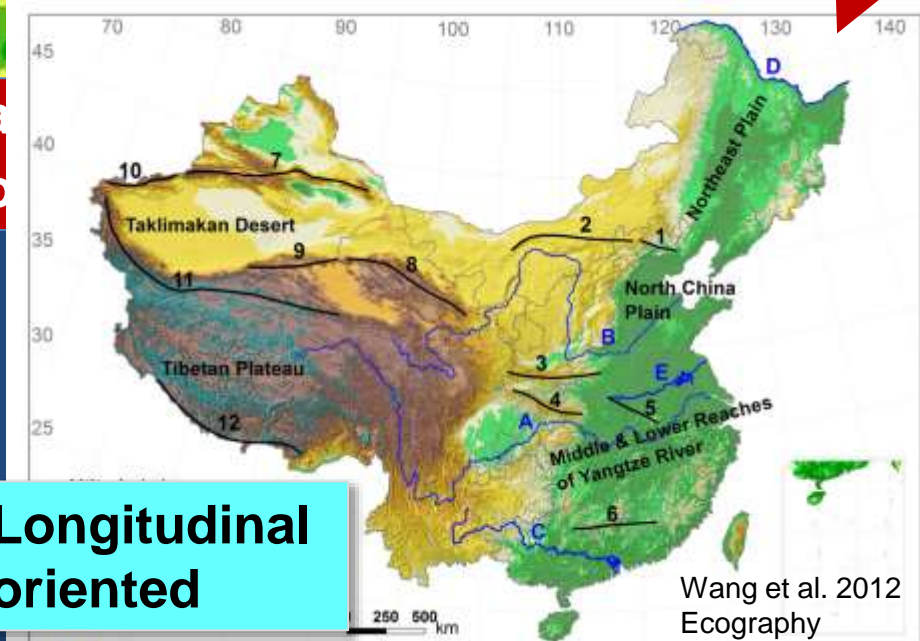 70 80 90 100 110 120 130 140
45
40
35
30
25
D
Northeast Plain
10
7
Taklimakan Desert
2
1
9
8
11
North China
Plain
B
3
Tibetan Plateau
E
4
5
A
12
Middle & Lower Reaches
of Yangtze River
6
C
Longitudinal
oriented
250 500
km
Wang et al. 2012
Ecography